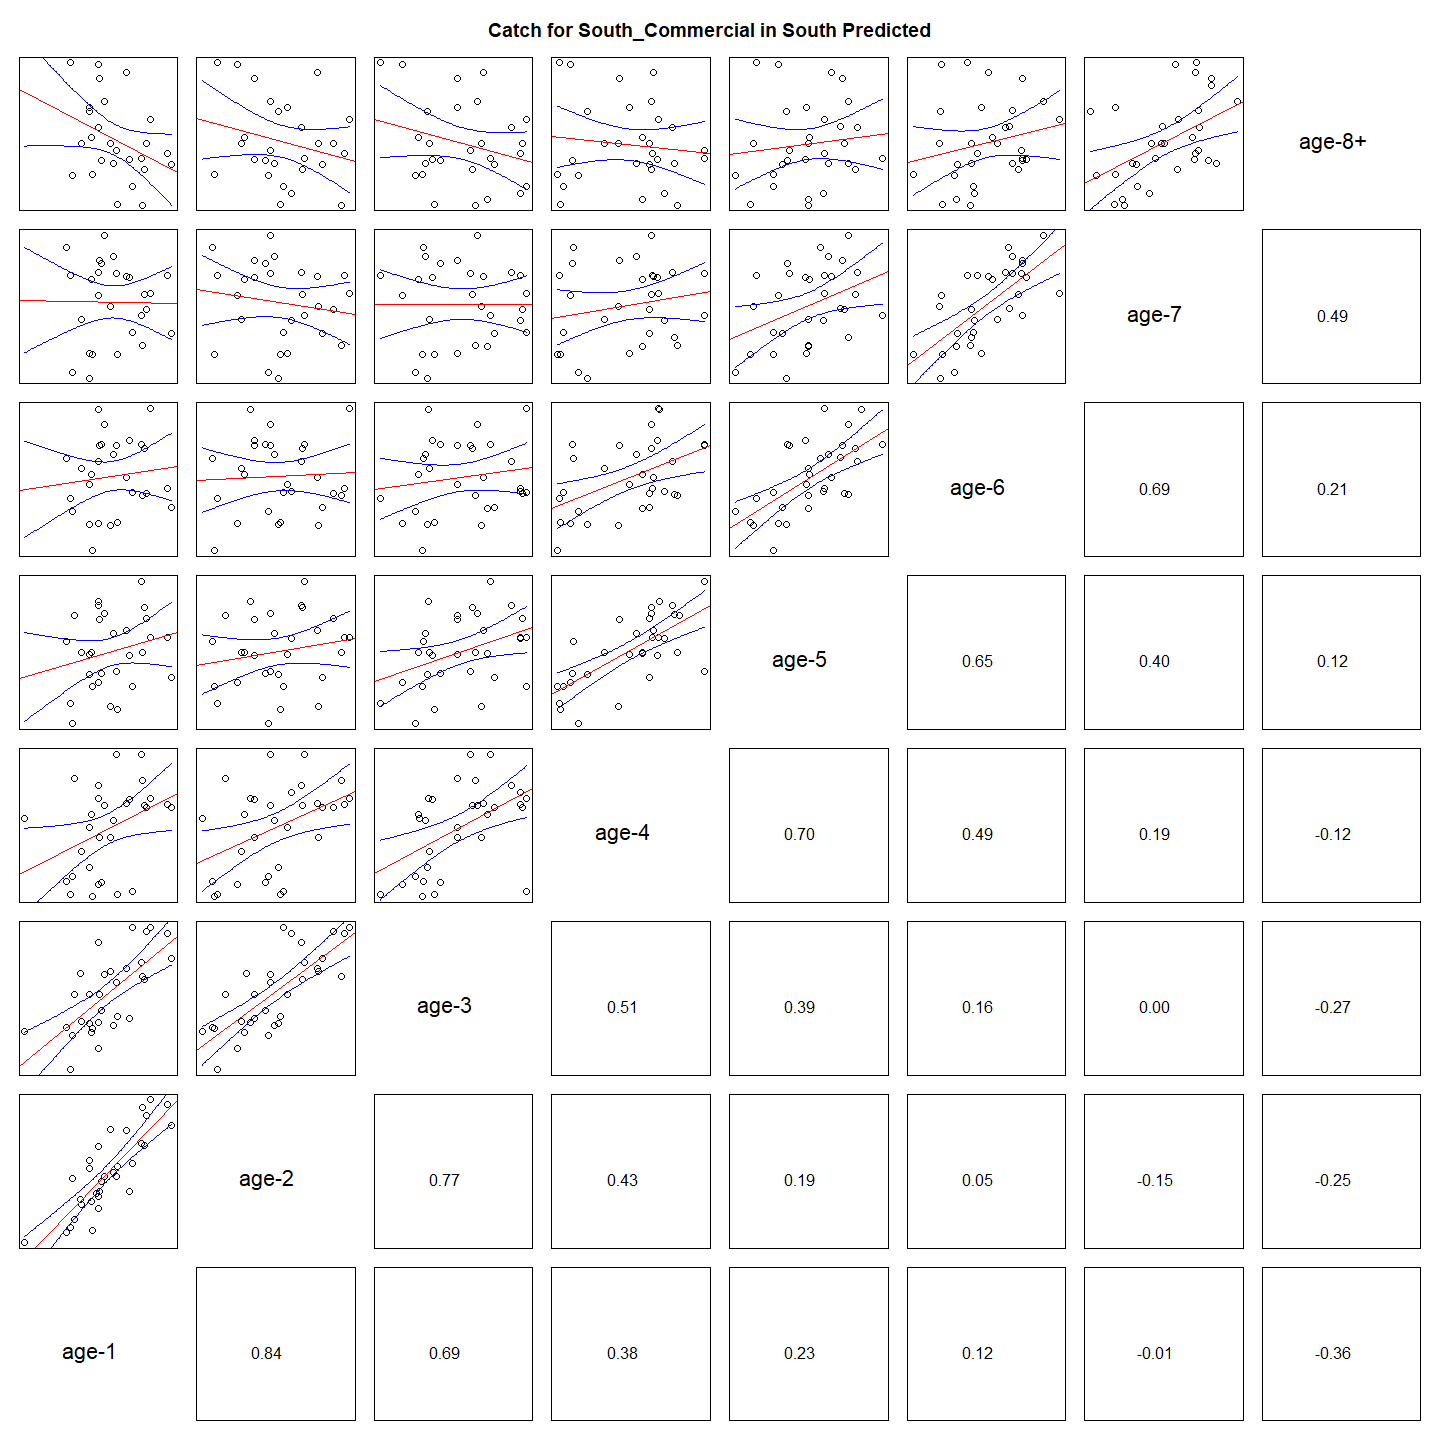 Catch for South_Commercial in South Predicted
age-8+
age-7 0.49
age-6 0.69 0.21
age-5 0.65 0.40 0.12
age-4 0.70 0.49 0.19 -0.12
age-3 0.51 0.39 0.16 0.00 -0.27
age-2 0.77 0.43 0.19 0.05 -0.15 -0.25
age-1 0.84 0.69 0.38 0.23 0.12 -0.01 -0.36